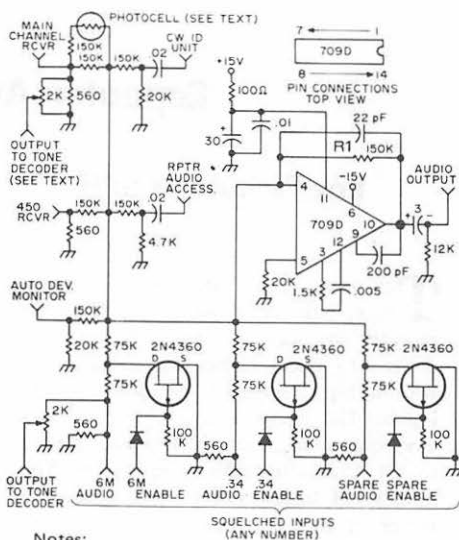 PHOTOCELL (SEE TEXT)
MAIN
CHANNEL
RCVR
150K
150K
150K
.02
CW ID
UNIT
2K
560
20K
OUTPUT
TO TONE
DECODER
(SEE TEXT)
7
1
709D
8
14
PIN CONNECTIONS
TOP VIEW
+15V
100Ω
.01
30
+
22 pF
R1
150K
-15V
4
11
6
709D
10
5
3
12
9
AUDIO
OUTPUT
+
3
-
12K
200 pF
20K
1.5K
.005
450
RCVR
150K
150K
.02
RPTR
AUDIO
ACCESS.
560
4.7K
AUTO DEV.
MONITOR
150K
20K
75K
2N4360
75K
2N4360
75K
2N4360
D
S
D
S
75K
75K
75K
2K
560
100
K
560
100
K
560
100
K
OUTPUT
TO TONE
DECODER
6M
AUDIO
6M
ENABLE
.34
AUDIO
.34
ENABLE
SPARE
AUDIO
SPARE
ENABLE
SQUELCHED INPUTS
(ANY NUMBER)
Notes: